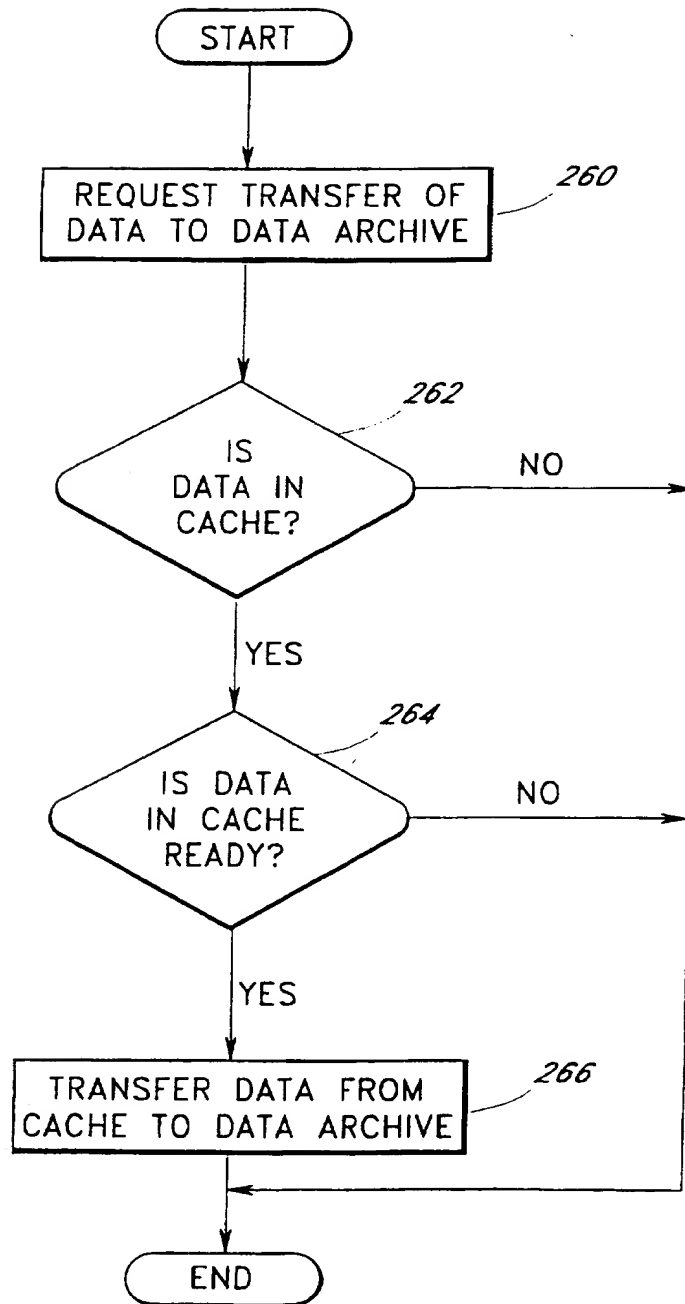 START
REQUEST TRANSFER OF
DATA TO DATA ARCHIVE
260
262
IS
DATA IN
CACHE?
NO
YES
264
IS DATA
IN CACHE
READY?
NO
YES
TRANSFER DATA FROM
CACHE TO DATA ARCHIVE
266
END